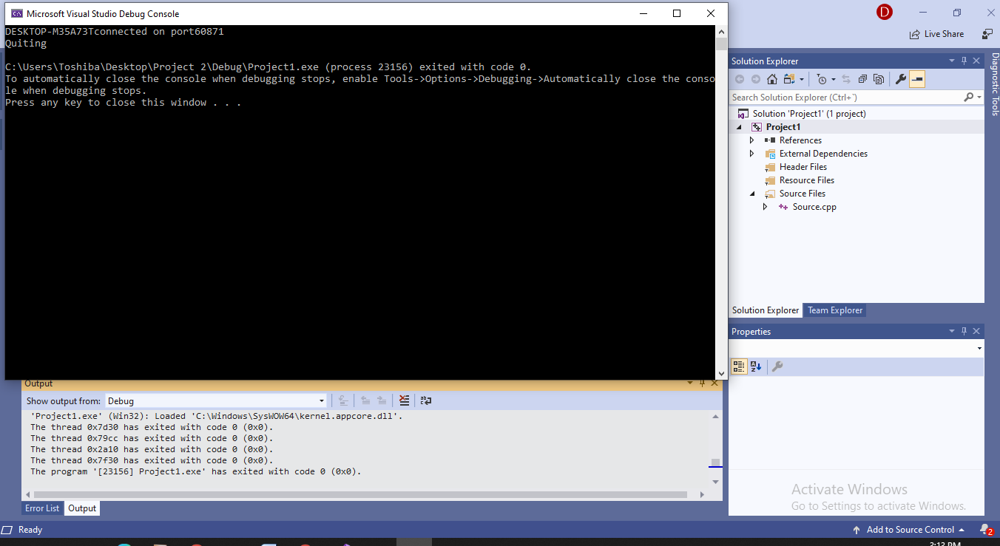 Microsoft Visual Studio Debug Console
DESKTOP-M35A73Tconnected on port60871
Quiting
C:\Users\Toshiba\Desktop\Project 2\Debug\Project1.exe (process 23156) exited with code 0.
To automatically close the console when debugging stops, enable Tools->Options->Debugging->Automatically close the conso
le when debugging stops.
Press any key to close this window . . .
D
Live Share
Solution Explorer
Search Solution Explorer (Ctrl+`)
Solution 'Project1' (1 project)
Project1
References
External Dependencies
Header Files
Resource Files
Source Files
Source.cpp
Solution Explorer Team Explorer
Diagnostic Tools
Properties
Output
Show output from: Debug
'Project1.exe' (Win32): Loaded 'C:\Windows\SysWOW64\kernel.appcore.dll'.
The thread 0x7d30 has exited with code 0 (0x0).
The thread 0x79cc has exited with code 0 (0x0).
The thread 0x2a10 has exited with code 0 (0x0).
The thread 0x7f30 has exited with code 0 (0x0).
The program '[23156] Project1.exe' has exited with code 0 (0x0).
Error List Output
Activate Windows
Go to Settings to activate Windows.
Ready
Add to Source Control
2